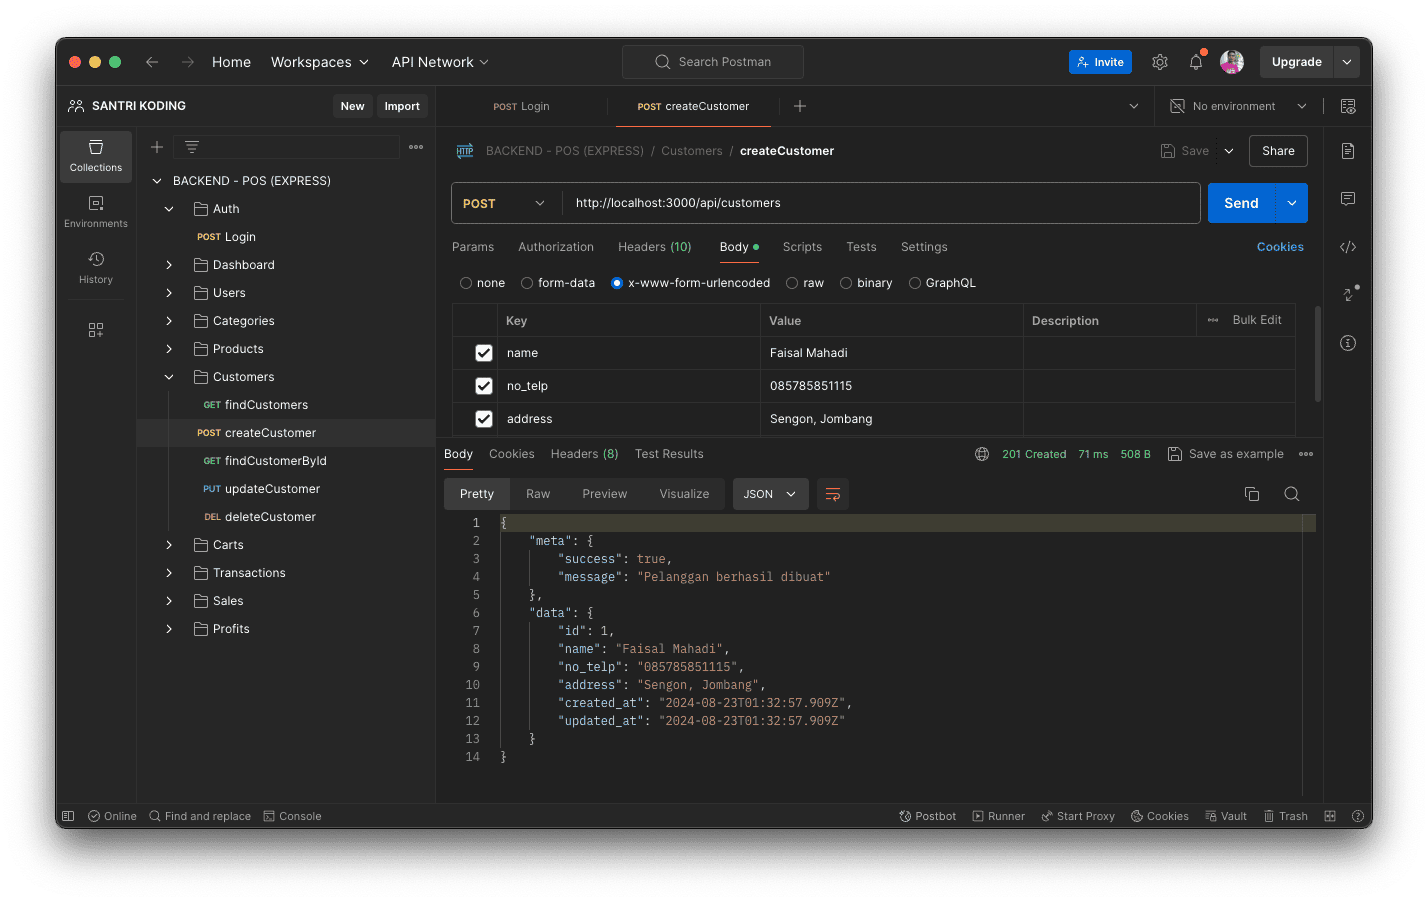 Home
Workspaces
API Network
Search Postman
Invite
Upgrade
SANTRI KODING
New
Import
POST Login
POST createCustomer
No environment
Collections
Environments
History
BACKEND - POS (EXPRESS)
Auth
POST Login
Dashboard
Users
Categories
Products
Customers
GET findCustomers
POST createCustomer
GET findCustomerById
PUT updateCustomer
DEL deleteCustomer
Carts
Transactions
Sales
Profits
HTTP BACKEND - POS (EXPRESS) / Customers / createCustomer
Save
Share
POST http://localhost:3000/api/customers
Send
Params Authorization Headers (10) Body Scripts Tests Settings
Cookies
none form-data x-www-form-urlencoded raw binary GraphQL
Key Value Description Bulk Edit
name Faisal Mahadi
no_telp 085785851115
address Sengon, Jombang
Body Cookies Headers (8) Test Results
201 Created 71 ms 508 B Save as example
Pretty Raw Preview Visualize JSON
1 {
2 "meta": {
3 "success": true,
4 "message": "Pelanggan berhasil dibuat"
5 },
6 "data": {
7 "id": 1,
8 "name": "Faisal Mahadi",
9 "no_telp": "085785851115",
10 "address": "Sengon, Jombang",
11 "created_at": "2024-08-23T01:32:57.909Z",
12 "updated_at": "2024-08-23T01:32:57.909Z"
13 }
14 }
Online Find and replace Console
Postbot Runner Start Proxy Cookies Vault Trash